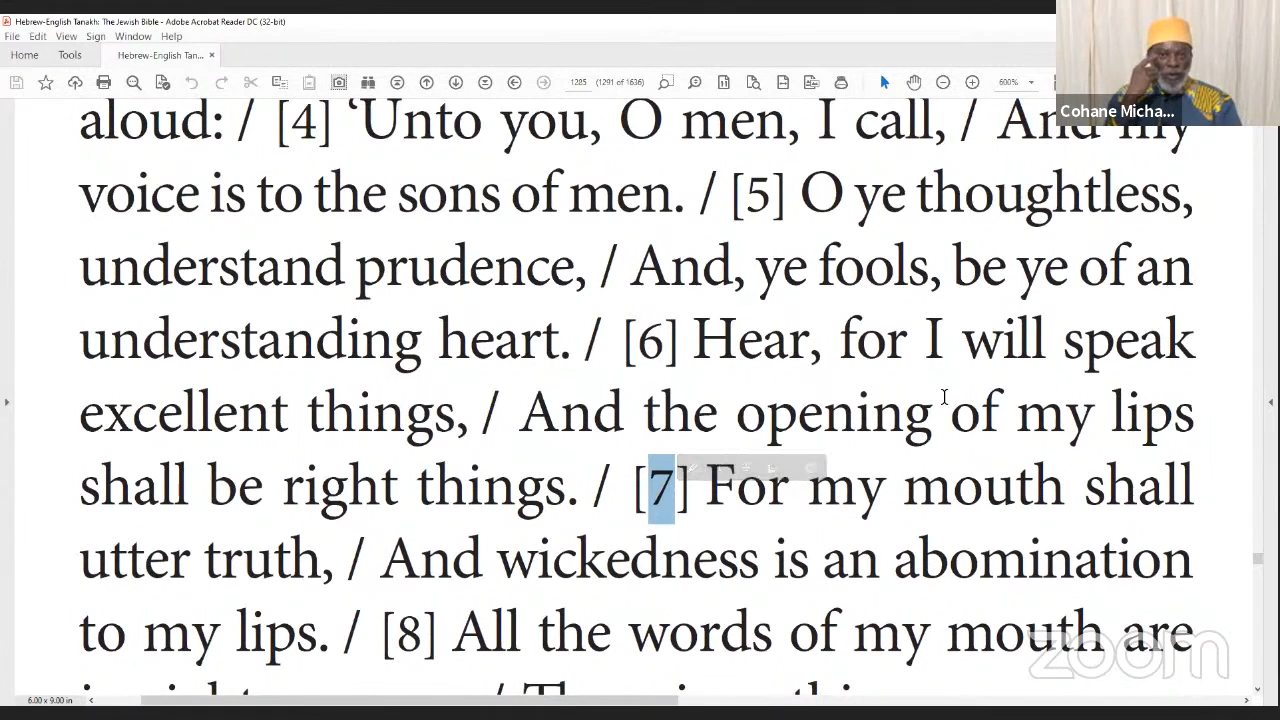 Hebrew-English Tanakh: The Jewish Bible - Adobe Acrobat Reader DC (32-bit)
File Edit View Sign Window Help
Home Tools Hebrew-English Tan... ×
1285 (1291 of 1636) 600%
Cohane Micha...
aloud: / [4] ‘Unto you, O men, I call, / And my
voice is to the sons of men. / [5] O ye thoughtless,
understand prudence, / And, ye fools, be ye of an
understanding heart. / [6] Hear, for I will speak
excellent things, / And the opening of my lips
shall be right things. / [7] For my mouth shall
utter truth, / And wickedness is an abomination
to my lips. / [8] All the words of my mouth are
zoom
6.00 x 9.00 in